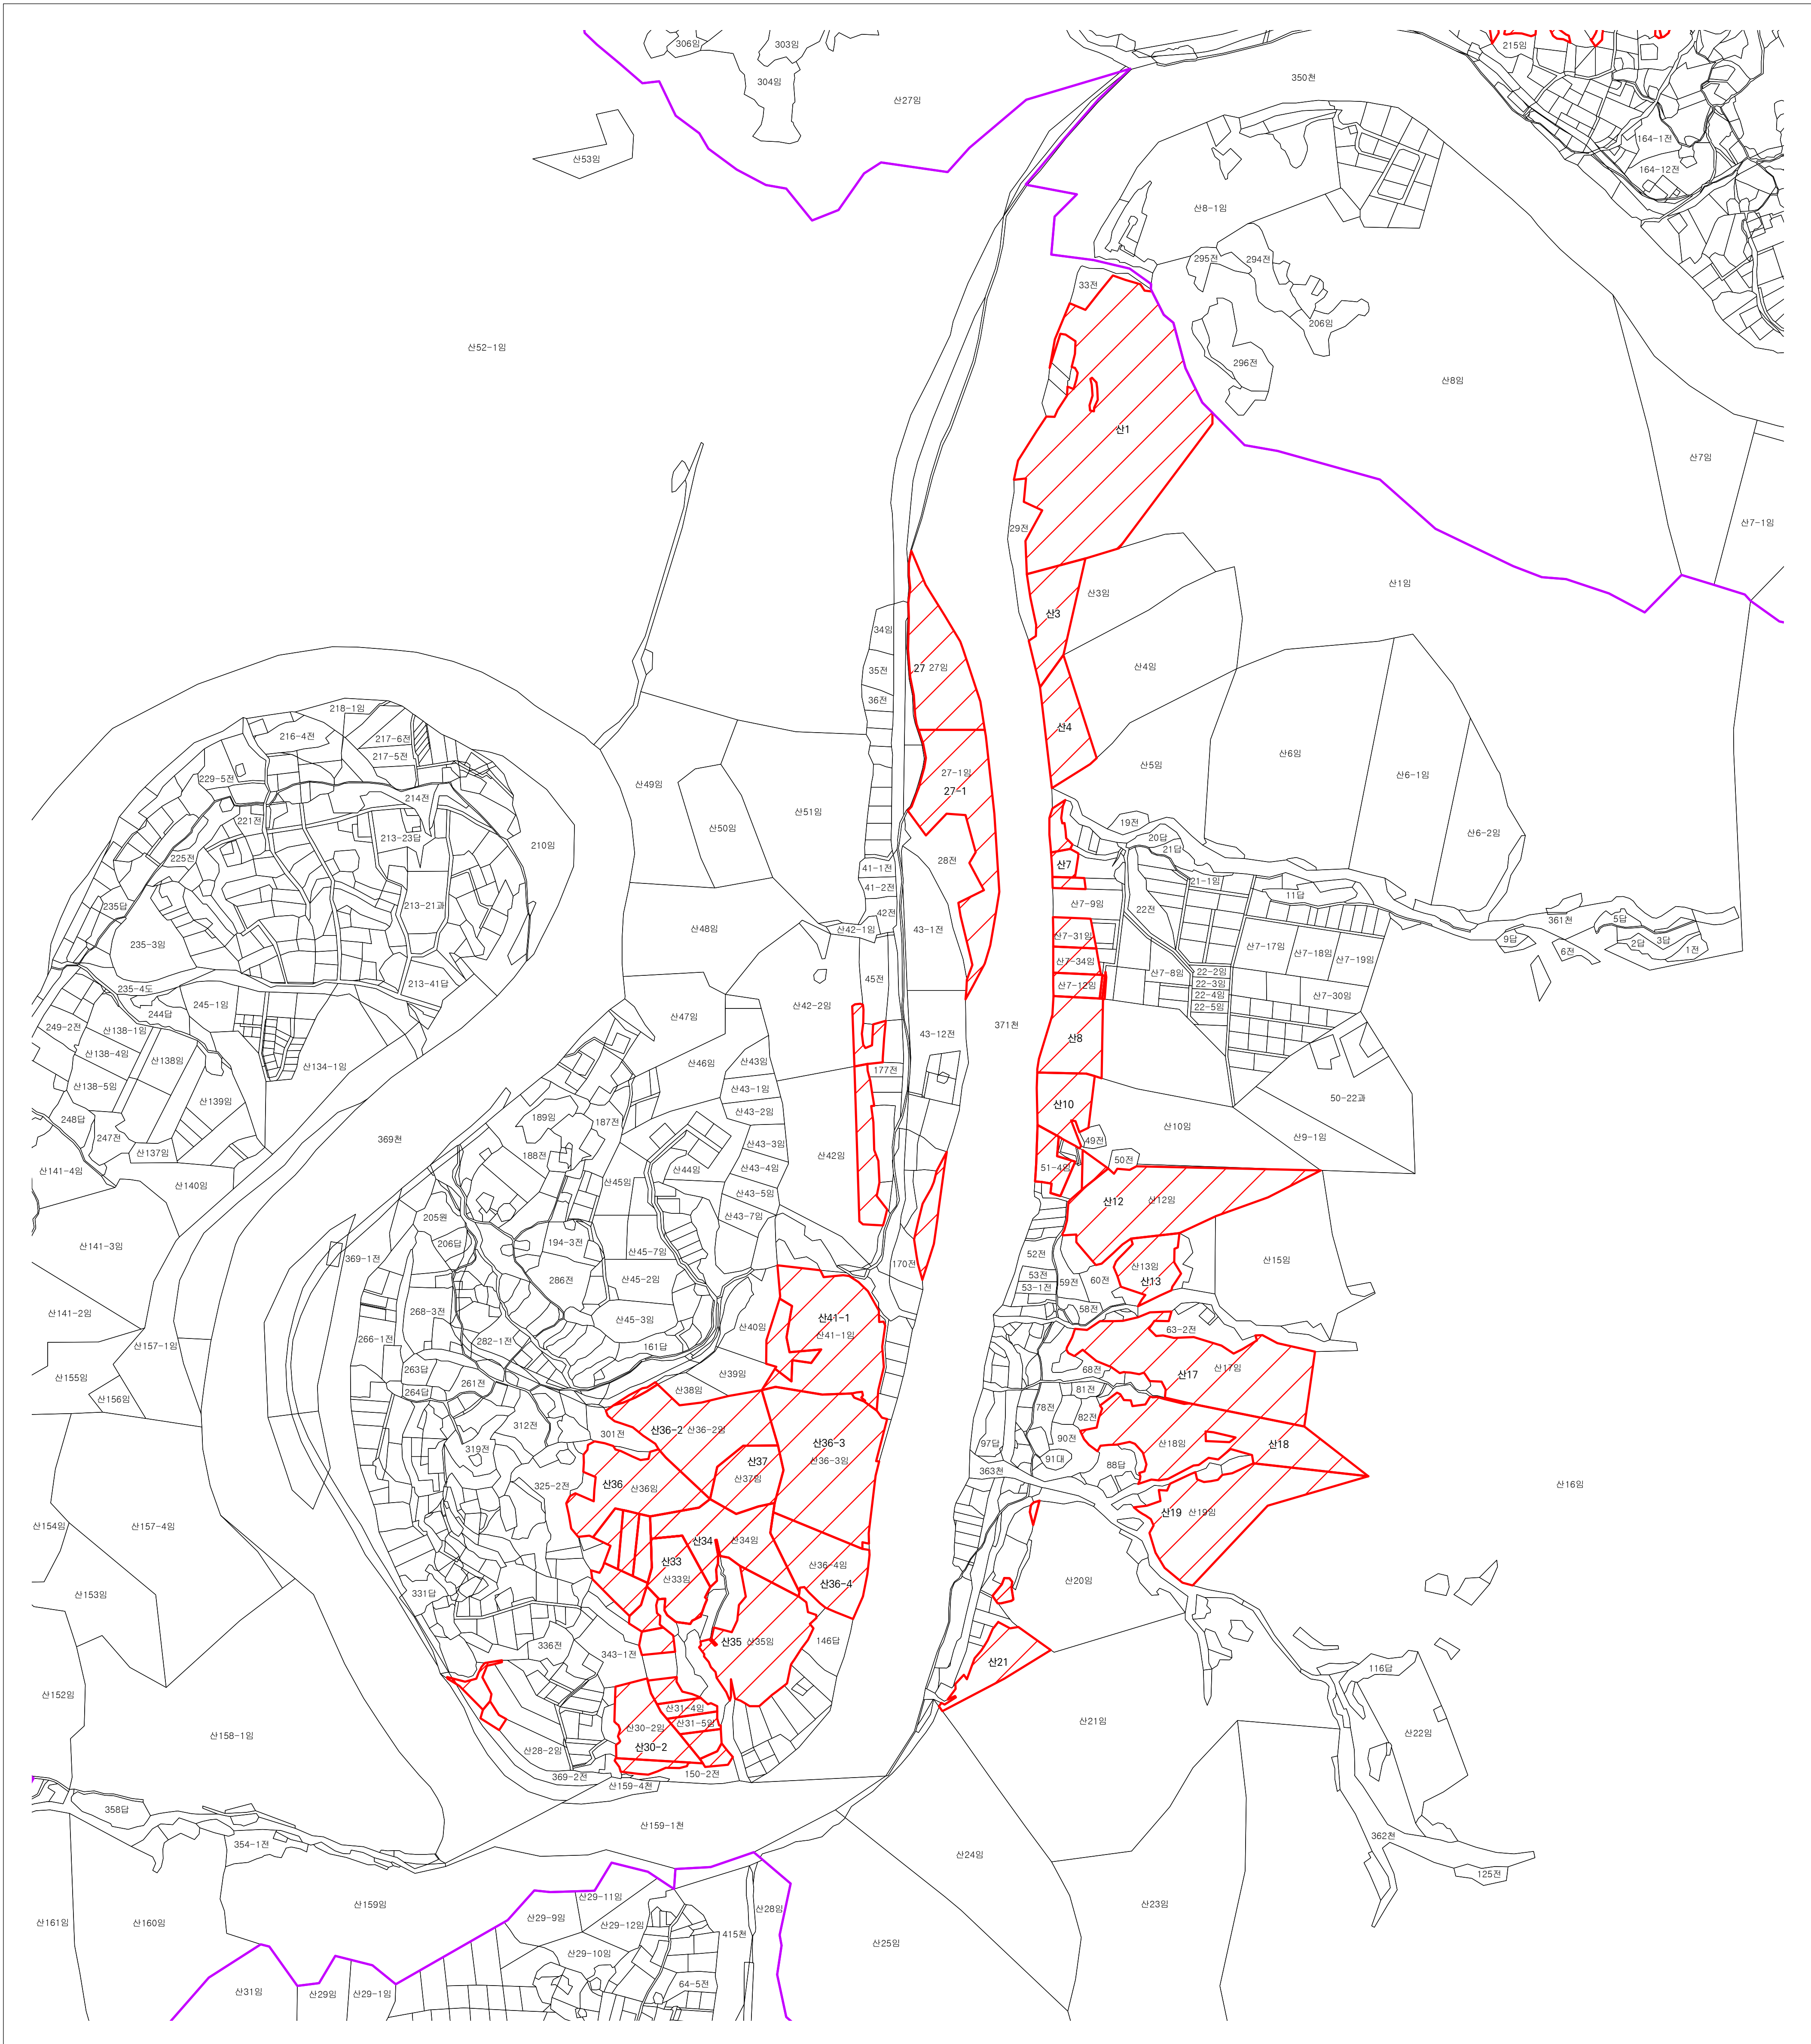 306임
303임
215임
304임
350천
산27임
산53임
164-1전
164-12전
산8-1임
295전
294전
33전
206임
산52-1임
296전
산8임
산1
산7임
산7-1임
29전
산1임
산3임
산3
34임
27 27임
35전
산4임
36전
218-1임
216-4전
217-6전
산4
217-5전
산6임
산5임
27-1임
산6-1임
229-5전
산49임
27-1
214전
산51임
221전
19전
산50임
산6-2임
213-23답
20답
210임
21답
225전
28전
산7
41-1전
21-1임
41-2전
11답
235답
213-21과
산7-9임
22전
42전
361천
5답
산48임
산42-1임
43-1전
산7-31임
9답
2답
3답
235-3임
산7-17임
6전
1전
산7-18임
산7-34임
산7-19임
산7-8임
22-2임
45전
213-41답
22-3임
산7-12임
235-4도
22-4임
산7-30임
245-1임
산42-2임
22-5임
244답
산47임
249-2전
371천
산138-1임
43-12전
산8
산138-4임
산138임
산46임
산43임
산134-1임
177전
산138-5임
산43-1임
50-22과
산139임
산10
산43-2임
189임
248답
187전
산10임
247전
369천
산9-1임
49전
산43-3임
산137임
188전
산42임
50전
산141-4임
산44임
산43-4임
51-4임
산45임
산140임
산43-5임
산12
산12임
205원
산43-7임
194-3전
206답
산141-3임
산45-7임
52전
369-1전
산15임
170전
산13임
53전
산45-2임
59전
60전
산13
286전
53-1전
268-3전
58전
산141-2임
산45-3임
산41-1
산40임
63-2전
산41-1임
266-1전
282-1전
산157-1임
161답
263답
68전
산17임
산39임
산17
산155임
261전
산38임
81전
264답
산156임
78전
82전
312전
산36-2 산36-2임
301전
90전
산36-3
97답
산18임
산18
319전
91대
산36-3임
산37
88답
363천
산37임
산36
325-2전
산36임
산16임
산19 산19임
산154임
산157-4임
산34
산34임
산33
산36-4임
산33임
산20임
산36-4
331답
산153임
146답
336전
산35 산35임
343-1전
산21
116답
산152임
산31-4임
산21임
산31-5임
산30-2임
산22임
산158-1임
산28-2임
산30-2
369-2전
150-2전
산159-4천
358답
산159-1천
362천
354-1전
산24임
125전
산29-11임
산159임
산28임
산23임
산161임
산160임
산29-9임
산29-12임
415천
산25임
산29-10임
64-5전
산31임
산29임
산29-1임